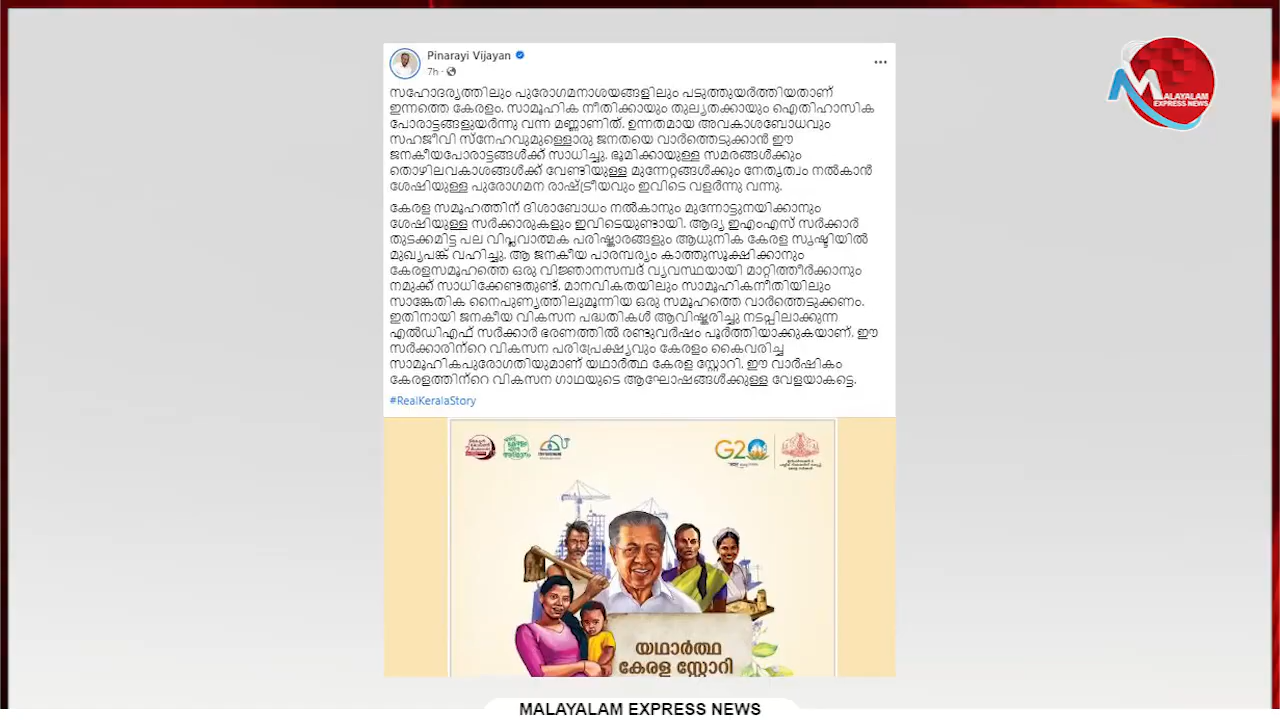 Pinarayi Vijayan
7h
സഹോദര്യത്തിലും പുരോഗമനാശയങ്ങളിലും പടുത്തുയർത്തിയതാണ്
ഇന്നത്തെ കേരളം. സാമൂഹിക നീതിക്കായും തുല്യതക്കായും ഐതിഹാസിക
പോരാട്ടങ്ങളുയർന്നു വന്ന മണ്ണാണിത്. ഉന്നതമായ അവകാശബോധവും
സഹജീവി സ്നേഹവുമുള്ളൊരു ജനതയെ വാർത്തെടുക്കാൻ ഈ
ജനകീയപോരാട്ടങ്ങൾക്ക് സാധിച്ചു. ഭൂമിക്കായുള്ള സമരങ്ങൾക്കും
തൊഴിലവകാശങ്ങൾക്ക് വേണ്ടിയുള്ള മുന്നേറ്റങ്ങൾക്കും നേതൃത്വം നൽകാൻ
ശേഷിയുള്ള പുരോഗമന രാഷ്ട്രീയവും ഇവിടെ വളർന്നു വന്നു.
കേരള സമൂഹത്തിന് ദിശാബോധം നൽകാനും മുന്നോട്ടുനയിക്കാനും
ശേഷിയുള്ള സർക്കാരുകളും ഇവിടെയുണ്ടായി. ആദ്യ ഇഎംഎസ് സർക്കാർ
തുടക്കമിട്ട പല വിപ്ലവാത്മക പരിഷ്കാരങ്ങളും ആധുനിക കേരള സൃഷ്ടിയിൽ
മുഖ്യപങ്ക് വഹിച്ചു. ആ ജനകീയ പാരമ്പര്യം കാത്തുസൂക്ഷിക്കാനും
കേരളസമൂഹത്തെ ഒരു വിജ്ഞാനസമ്പദ് വ്യവസ്ഥയായി മാറ്റിത്തീർക്കാനും
നമുക്ക് സാധിക്കേണ്ടതുണ്ട്. മാനവികതയിലും സാമൂഹികനീതിയിലും
സാങ്കേതിക നൈപുണ്യത്തിലുമൂന്നിയ ഒരു സമൂഹത്തെ വാർത്തെടുക്കണം.
ഇതിനായി ജനകീയ വികസന പദ്ധതികൾ ആവിഷ്കരിച്ചു നടപ്പിലാക്കുന്ന
എൽഡിഎഫ് സർക്കാർ ഭരണത്തിൽ രണ്ടുവർഷം പൂർത്തിയാക്കുകയാണ്. ഈ
സർക്കാരിന്റെ വികസന പരിപ്രേക്ഷ്യവും കേരളം കൈവരിച്ച
സാമൂഹികപുരോഗതിയുമാണ് യഥാർത്ഥ കേരള സ്റ്റോറി. ഈ വാർഷികം
കേരളത്തിന്റെ വികസന ഗാഥയുടെ ആഘോഷങ്ങൾക്കുള്ള വേളയാകട്ടെ.
#RealKeralaStory
G20
യഥാർത്ഥ
കേരള സ്റ്റോറി
MALAYALAM
EXPRESS NEWS
MALAYALAM EXPRESS NEWS